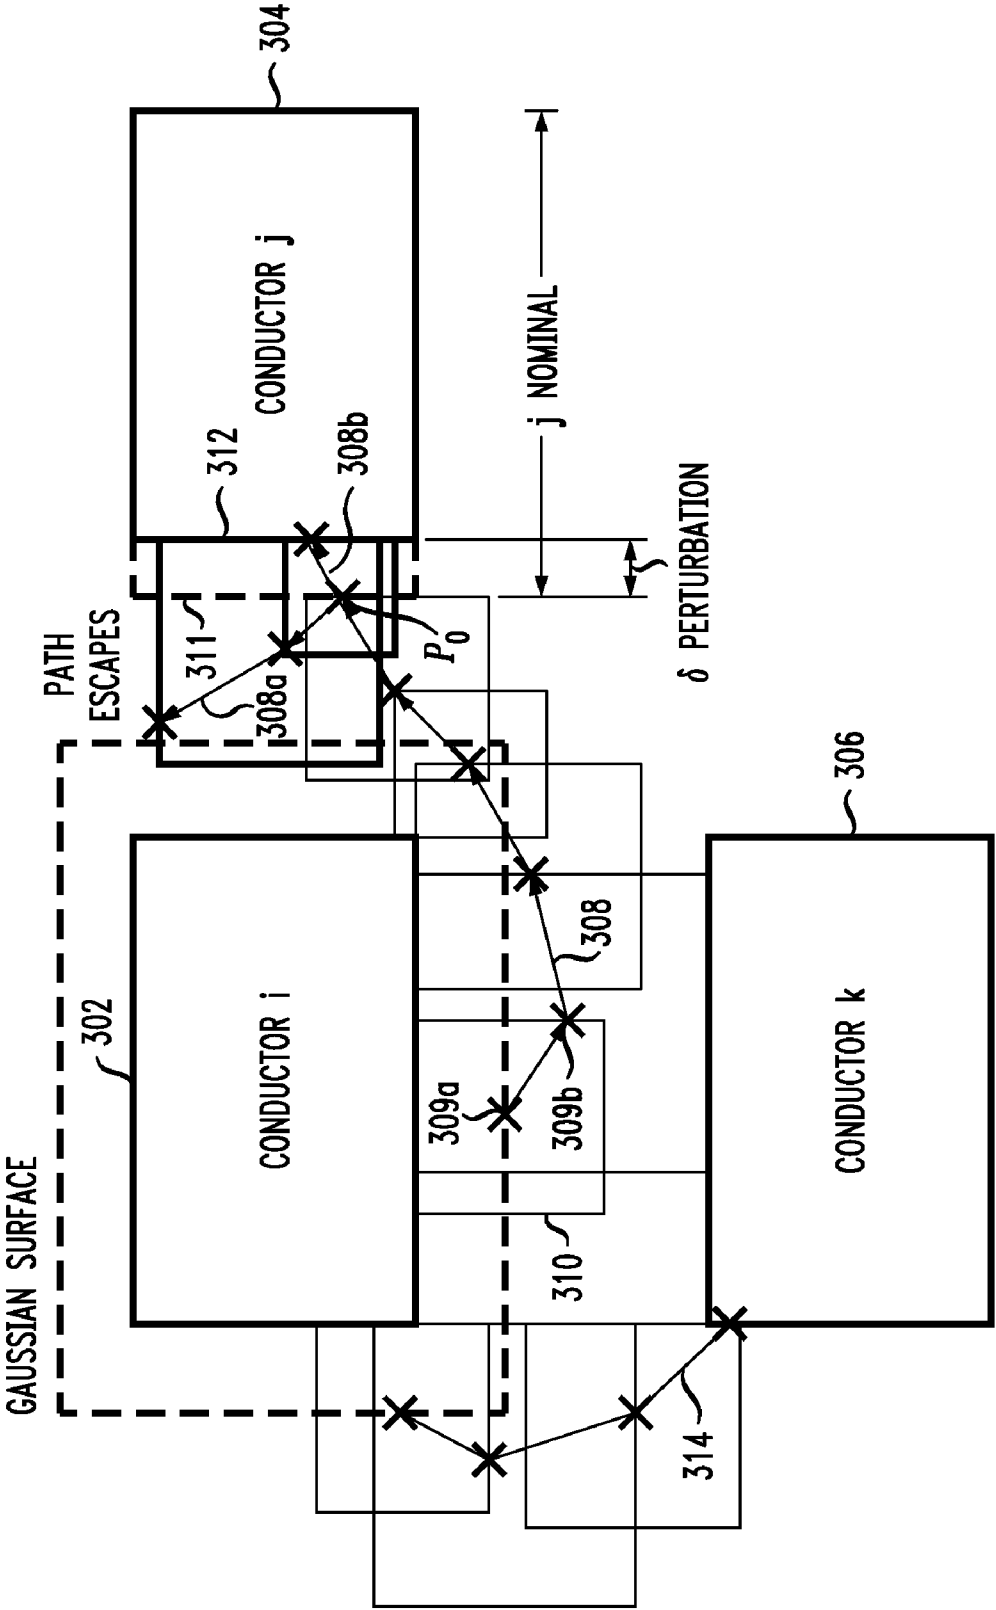 GAUSSIAN SURFACE
302
CONDUCTOR i
PATH
ESCAPES
311
308a
312
308b
P0
CONDUCTOR j
304
j NOMINAL
δ PERTURBATION
309a
309b
308
310
314
CONDUCTOR k
306